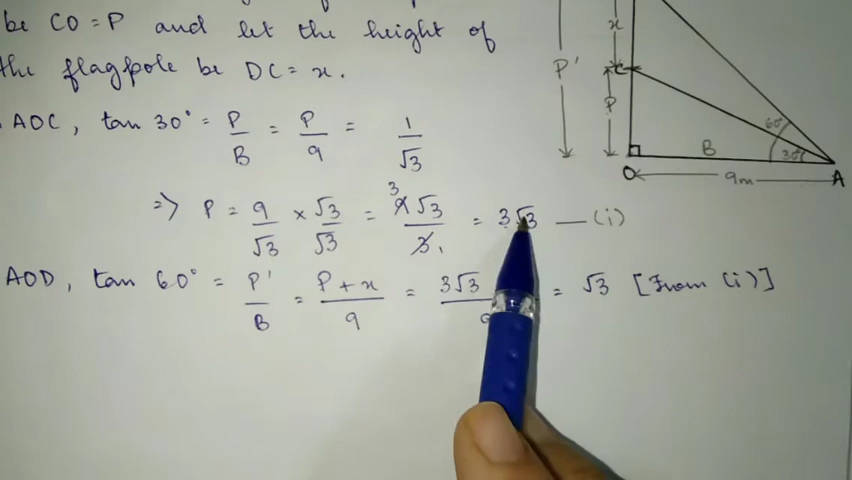 be CO = P and let the height of
the flagpole be DC = x.
AOC, tan 30° = P/B = P/9 = 1/√3
=> P = 9/√3 × √3/√3 = 9√3/3 = 3√3 — (i)
3
1
AOD, tan 60° = P'/B = P + x/9 = 3√3 = √3 [From (i)]
x
P'
C
P
60°
30°
B
O
9m
A